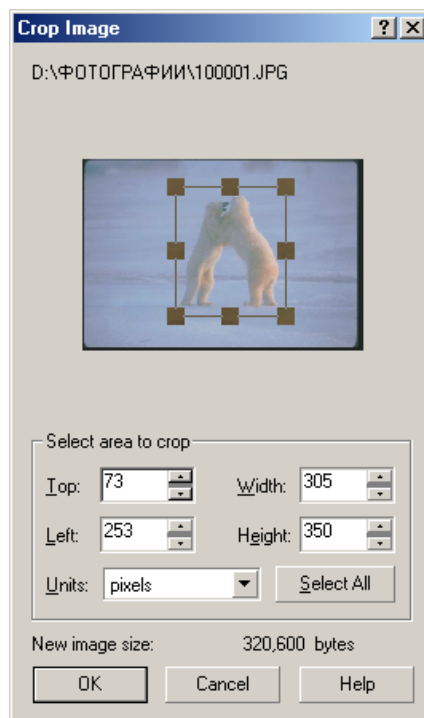 Crop Image
D:\ФОТОГРАФИИ\100001.JPG
Select area to crop
Top: 73 Width: 305
Left: 253 Height: 350
Units: pixels Select All
New image size: 320,600 bytes
OK Cancel Help